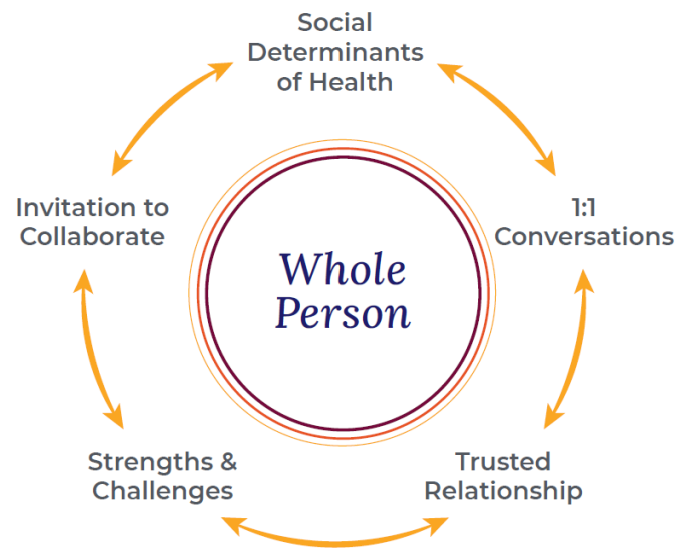 Social
Determinants
of Health
Invitation to
Collaborate
1:1
Conversations
Whole
Person
Strengths &
Challenges
Trusted
Relationship